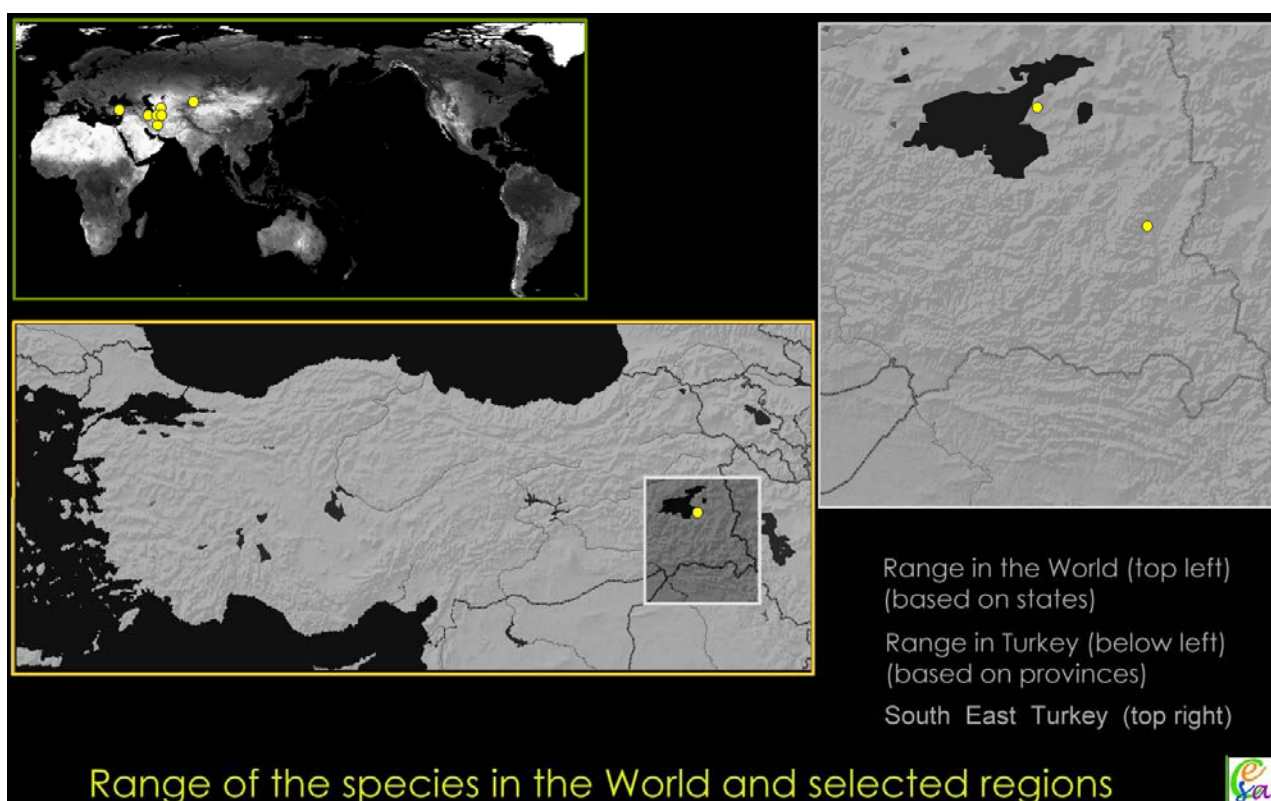 Range in the World (top left)
(based on states)
Range in Turkey (below left)
(based on provinces)
South East Turkey (top right)
Range of the species in the World and selected regions
esa